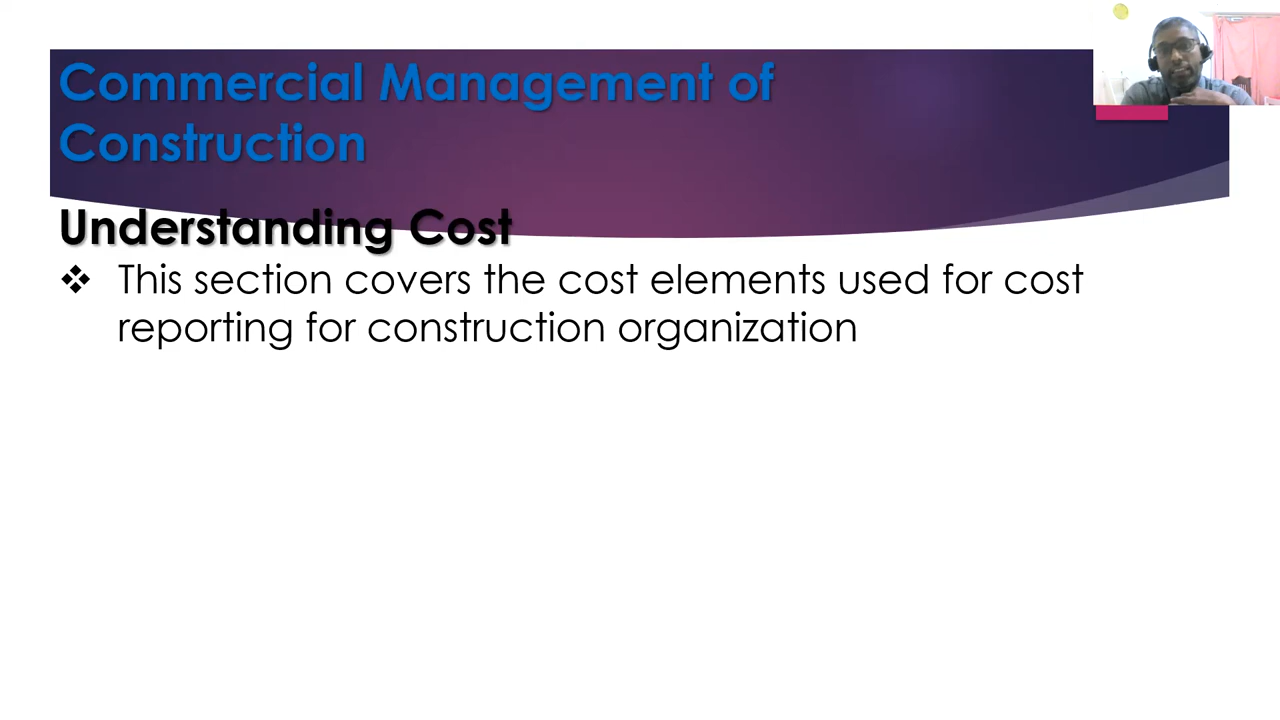 Commercial Management of
Construction
Understanding Cost
❖ This section covers the cost elements used for cost
reporting for construction organization